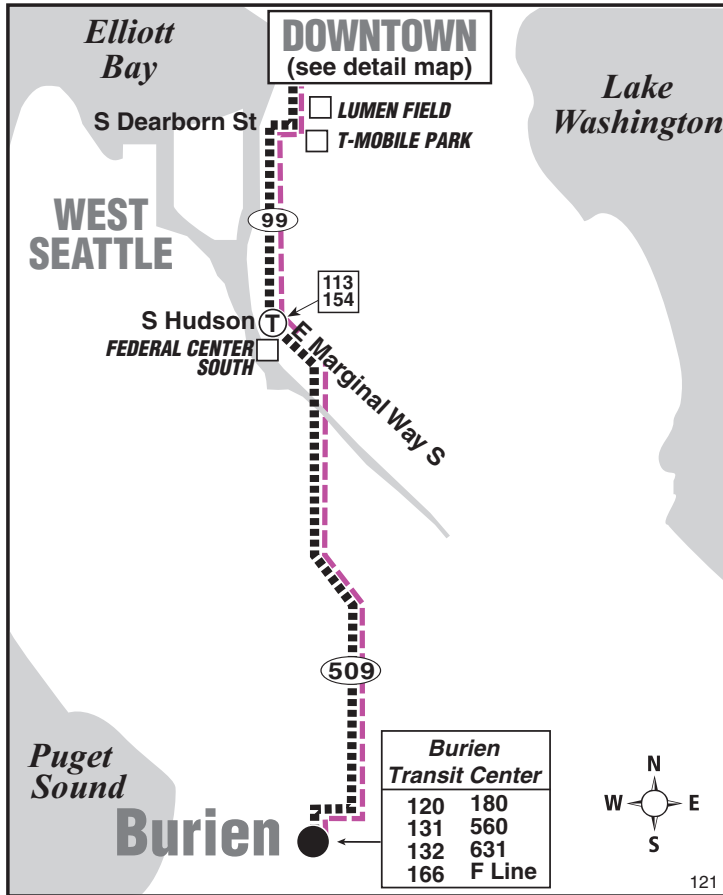 Elliott
Bay
DOWNTOWN
(see detail map)
Lake
Washington
S Dearborn St
LUMEN FIELD
T-MOBILE PARK
WEST
SEATTLE
99
113
154
S Hudson
T
E Marginal Way S
FEDERAL CENTER
SOUTH
509
Puget
Sound
Burien
Burien
Transit Center
120 180
131 560
132 631
166 F Line
N
W E
S
121